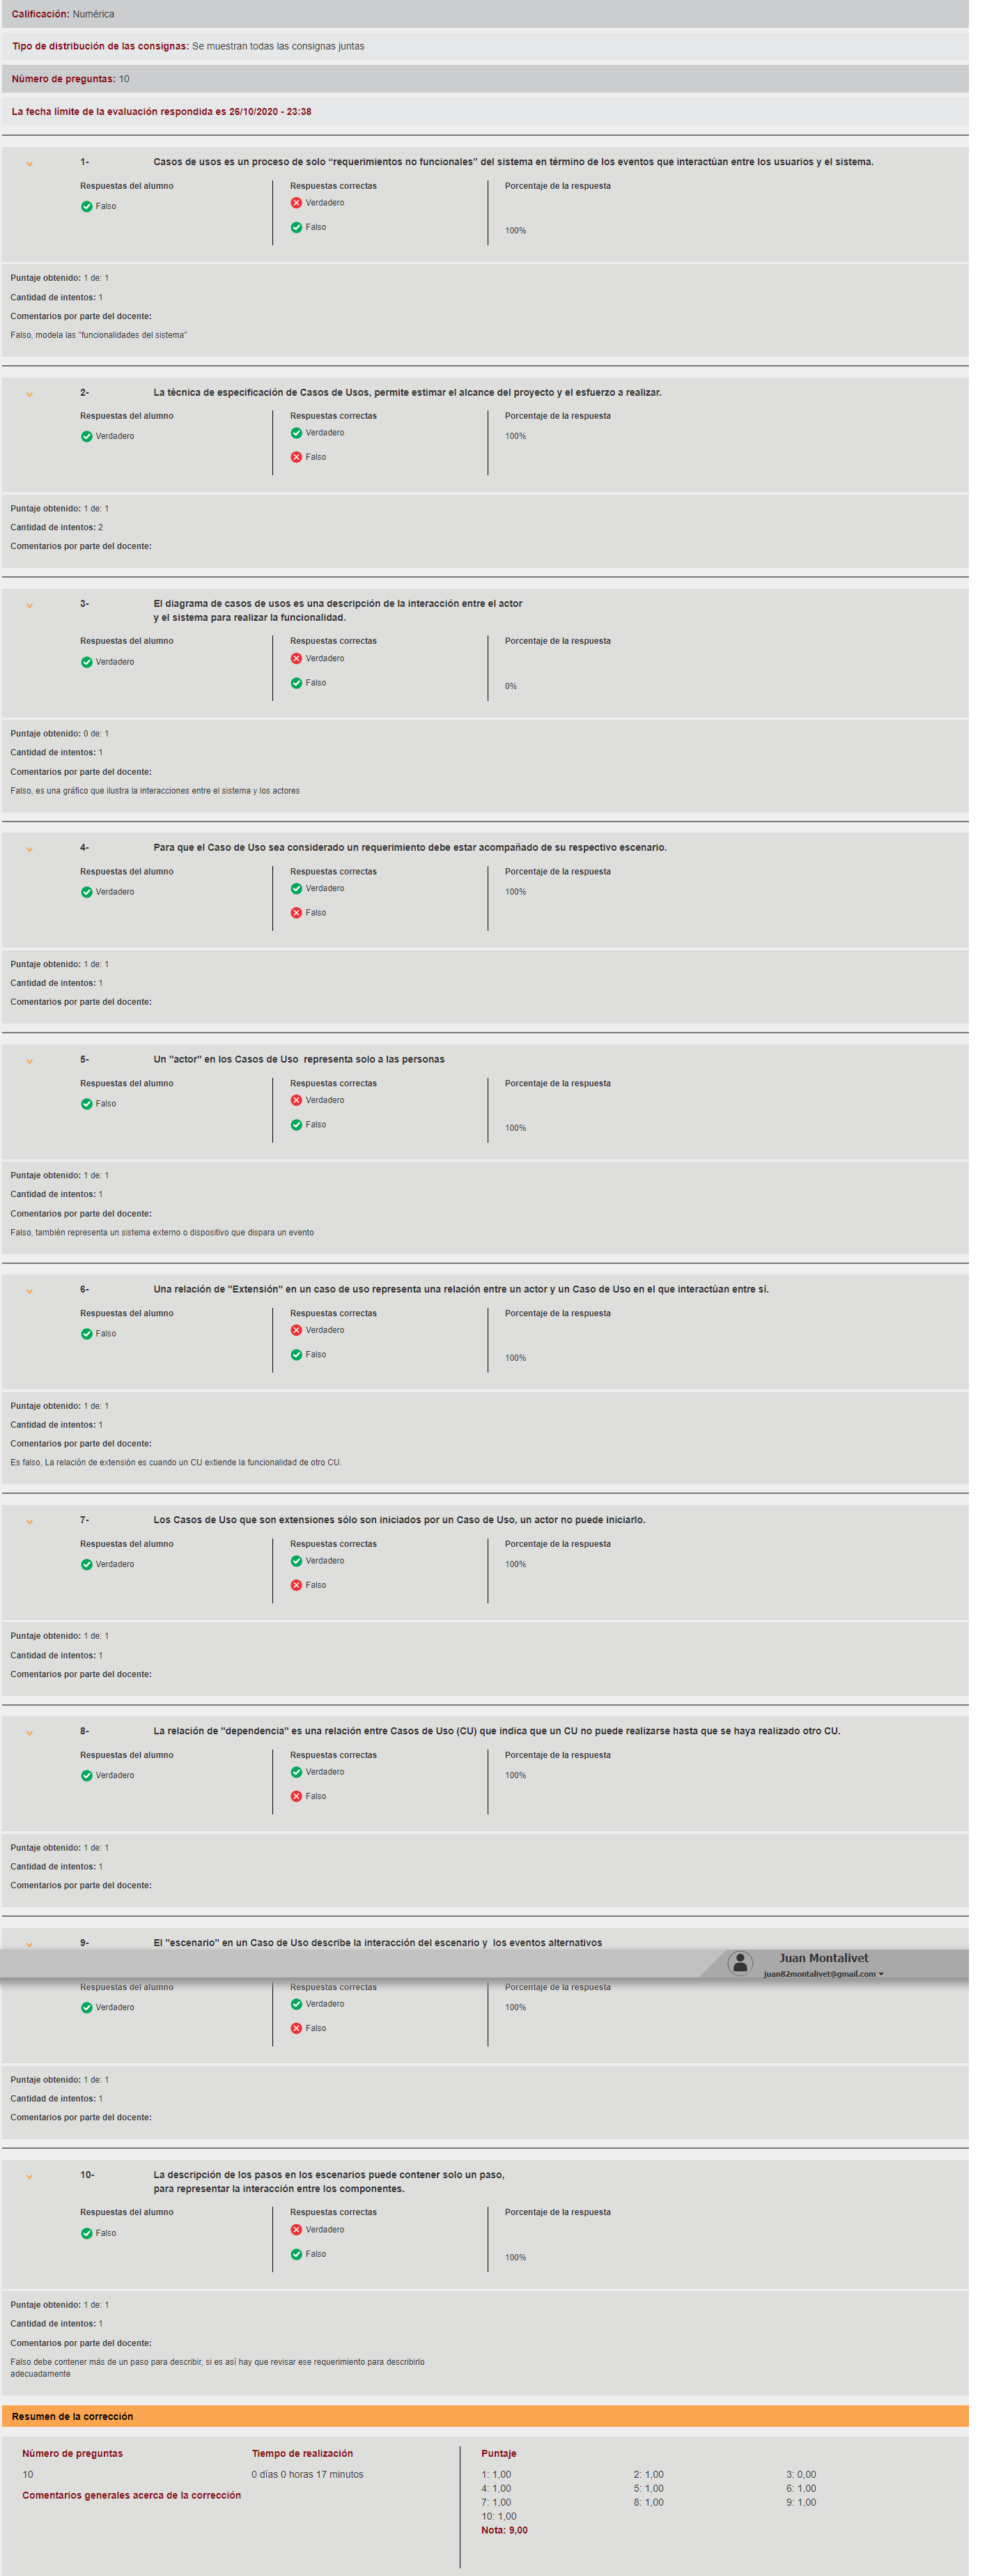 Calificación: Numérica
Tipo de distribución de las consignas: Se muestran todas las consignas juntas
Número de preguntas: 10
La fecha límite de la evaluación respondida es 26/10/2020 - 23:38
1- Casos de usos es un proceso de solo “requerimientos no funcionales” del sistema en término de los eventos que interactúan entre los usuarios y el sistema.
Respuestas del alumno Respuestas correctas Porcentaje de la respuesta
Falso Verdadero
Falso 100%
Puntaje obtenido: 1 de: 1
Cantidad de intentos: 1
Comentarios por parte del docente:
Falso, modela las "funcionalidades del sistema"
2- La técnica de especificación de Casos de Usos, permite estimar el alcance del proyecto y el esfuerzo a realizar.
Respuestas del alumno Respuestas correctas Porcentaje de la respuesta
Verdadero Verdadero 100%
Falso
Puntaje obtenido: 1 de: 1
Cantidad de intentos: 2
Comentarios por parte del docente:
3- El diagrama de casos de usos es una descripción de la interacción entre el actor
y el sistema para realizar la funcionalidad.
Respuestas del alumno Respuestas correctas Porcentaje de la respuesta
Verdadero Verdadero
Falso 0%
Puntaje obtenido: 0 de: 1
Cantidad de intentos: 1
Comentarios por parte del docente:
Falso, es una gráfico que ilustra la interacciones entre el sistema y los actores
4- Para que el Caso de Uso sea considerado un requerimiento debe estar acompañado de su respectivo escenario.
Respuestas del alumno Respuestas correctas Porcentaje de la respuesta
Verdadero Verdadero 100%
Falso
Puntaje obtenido: 1 de: 1
Cantidad de intentos: 1
Comentarios por parte del docente:
5- Un "actor" en los Casos de Uso representa solo a las personas
Respuestas del alumno Respuestas correctas Porcentaje de la respuesta
Falso Verdadero
Falso 100%
Puntaje obtenido: 1 de: 1
Cantidad de intentos: 1
Comentarios por parte del docente:
Falso, también representa un sistema externo o dispositivo que dispara un evento
6- Una relación de "Extensión" en un caso de uso representa una relación entre un actor y un Caso de Uso en el que interactúan entre sí.
Respuestas del alumno Respuestas correctas Porcentaje de la respuesta
Falso Verdadero
Falso 100%
Puntaje obtenido: 1 de: 1
Cantidad de intentos: 1
Comentarios por parte del docente:
Es falso, La relación de extensión es cuando un CU extiende la funcionalidad de otro CU.
7- Los Casos de Uso que son extensiones sólo son iniciados por un Caso de Uso, un actor no puede iniciarlo.
Respuestas del alumno Respuestas correctas Porcentaje de la respuesta
Verdadero Verdadero 100%
Falso
Puntaje obtenido: 1 de: 1
Cantidad de intentos: 1
Comentarios por parte del docente:
8- La relación de "dependencia" es una relación entre Casos de Uso (CU) que indica que un CU no puede realizarse hasta que se haya realizado otro CU.
Respuestas del alumno Respuestas correctas Porcentaje de la respuesta
Verdadero Verdadero 100%
Falso
Puntaje obtenido: 1 de: 1
Cantidad de intentos: 1
Comentarios por parte del docente:
9- El "escenario" en un Caso de Uso describe la interacción del escenario y los eventos alternativos
Juan Montalivet
juan82montalivet@gmail.com
Respuestas del alumno Respuestas correctas Porcentaje de la respuesta
Verdadero Verdadero 100%
Falso
Puntaje obtenido: 1 de: 1
Cantidad de intentos: 1
Comentarios por parte del docente:
10- La descripción de los pasos en los escenarios puede contener solo un paso,
para representar la interacción entre los componentes.
Respuestas del alumno Respuestas correctas Porcentaje de la respuesta
Falso Verdadero
Falso 100%
Puntaje obtenido: 1 de: 1
Cantidad de intentos: 1
Comentarios por parte del docente:
Falso debe contener más de un paso para describir, si es así hay que revisar ese requerimiento para describirlo
adecuadamente
Resumen de la corrección
Número de preguntas Tiempo de realización Puntaje
10 0 días 0 horas 17 minutos 1: 1,00 2: 1,00 3: 0,00
4: 1,00 5: 1,00 6: 1,00
Comentarios generales acerca de la corrección
7: 1,00 8: 1,00 9: 1,00
10: 1,00
Nota: 9,00